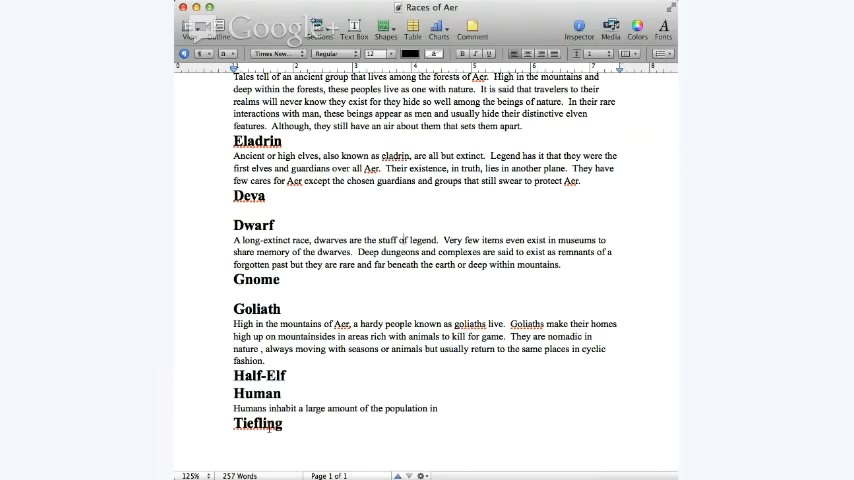 Races of Aer
Google+
View Outline Sections Text Box Shapes Table Charts Comment Inspector Media Colors Fonts
Times New... Regular 12 a B I U 1
0 1 2 3 4 5 6 7 8
Tales tell of an ancient group that lives among the forests of Aer. High in the mountains and
deep within the forests, these peoples live as one with nature. It is said that travelers to their
realms will never know they exist for they hide so well among the beings of nature. In their rare
interactions with man, these beings appear as men and usually hide their distinctive elven
features. Although, they still have an air about them that sets them apart.
Eladrin
Ancient or high elves, also known as eladrin, are all but extinct. Legend has it that they were the
first elves and guardians over all Aer. Their existence, in truth, lies in another plane. They have
few cares for Aer except the chosen guardians and groups that still swear to protect Aer.
Deva
Dwarf
A long-extinct race, dwarves are the stuff of legend. Very few items even exist in museums to
share memory of the dwarves. Deep dungeons and complexes are said to exist as remnants of a
forgotten past but they are rare and far beneath the earth or deep within mountains.
Gnome
Goliath
High in the mountains of Aer, a hardy people known as goliaths live. Goliaths make their homes
high up on mountainsides in areas rich with animals to kill for game. They are nomadic in
nature , always moving with seasons or animals but usually return to the same places in cyclic
fashion.
Half-Elf
Human
Humans inhabit a large amount of the population in
Tiefling
125% 257 Words Page 1 of 1